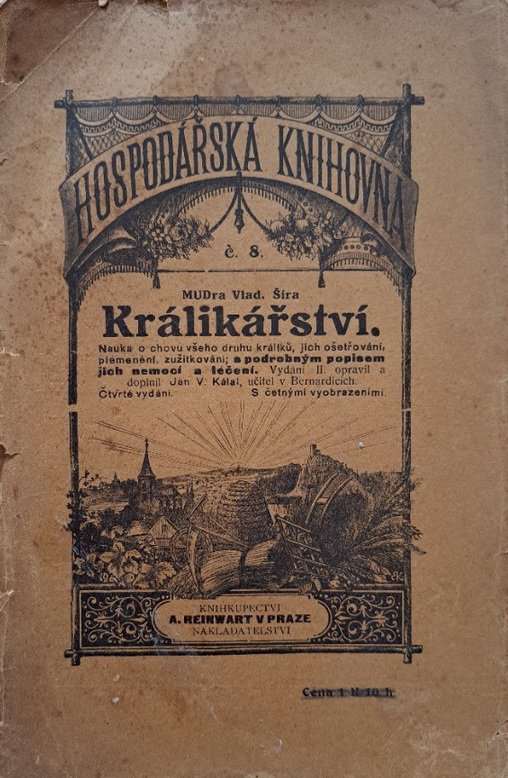 HOSPODÁŘSKÁ KNIHOVNA
č. 8.
MUDra Vlad. Šíra
Králikářství.
Nauka o chovu všeho druhu králíků, jich ošetřování,
plemenění, zužitkování; s podrobným popisem
jich nemocí a léčení. Vydání II. opravil a
doplnil Jan V. Kálal, učitel v Bernardicích.
Čtvrté vydání. S četnými vyobrazeními.
KNIHKUPECTVÍ
A. REINWART V PRAZE
NAKLADATELSTVÍ
Cena 1 K 10 h